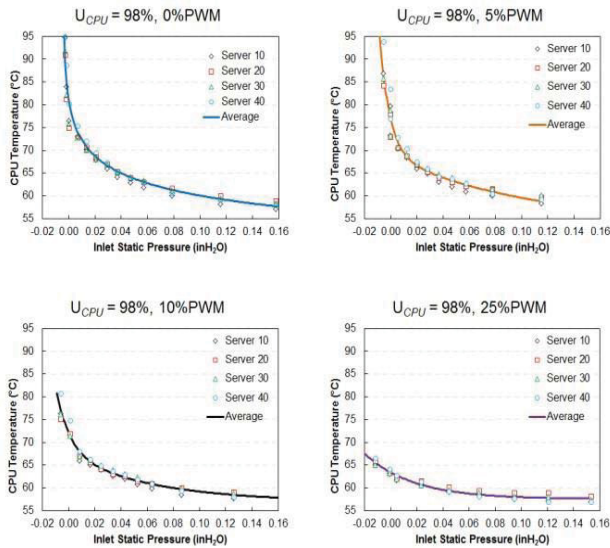 U_CPU = 98%, 0%PWM
CPU Temperature (°C)
95
90
85
80
75
70
65
60
55
-0.02 0.00 0.02 0.04 0.06 0.08 0.10 0.12 0.14 0.16
Inlet Static Pressure (inH₂O)
Server 10
Server 20
Server 30
Server 40
Average
U_CPU = 98%, 5%PWM
CPU Temperature (°C)
95
90
85
80
75
70
65
60
55
-0.02 0.00 0.02 0.04 0.06 0.08 0.10 0.12 0.14 0.16
Inlet Static Pressure (inH₂O)
Server 10
Server 20
Server 30
Server 40
Average
U_CPU = 98%, 10%PWM
CPU Temperature (°C)
95
90
85
80
75
70
65
60
55
-0.02 0.00 0.02 0.04 0.06 0.08 0.10 0.12 0.14 0.16
Inlet Static Pressure (inH₂O)
Server 10
Server 20
Server 30
Server 40
Average
U_CPU = 98%, 25%PWM
CPU Temperature (°C)
95
90
85
80
75
70
65
60
55
-0.02 0.00 0.02 0.04 0.06 0.08 0.10 0.12 0.14 0.16
Inlet Static Pressure (inH₂O)
Server 10
Server 20
Server 30
Server 40
Average